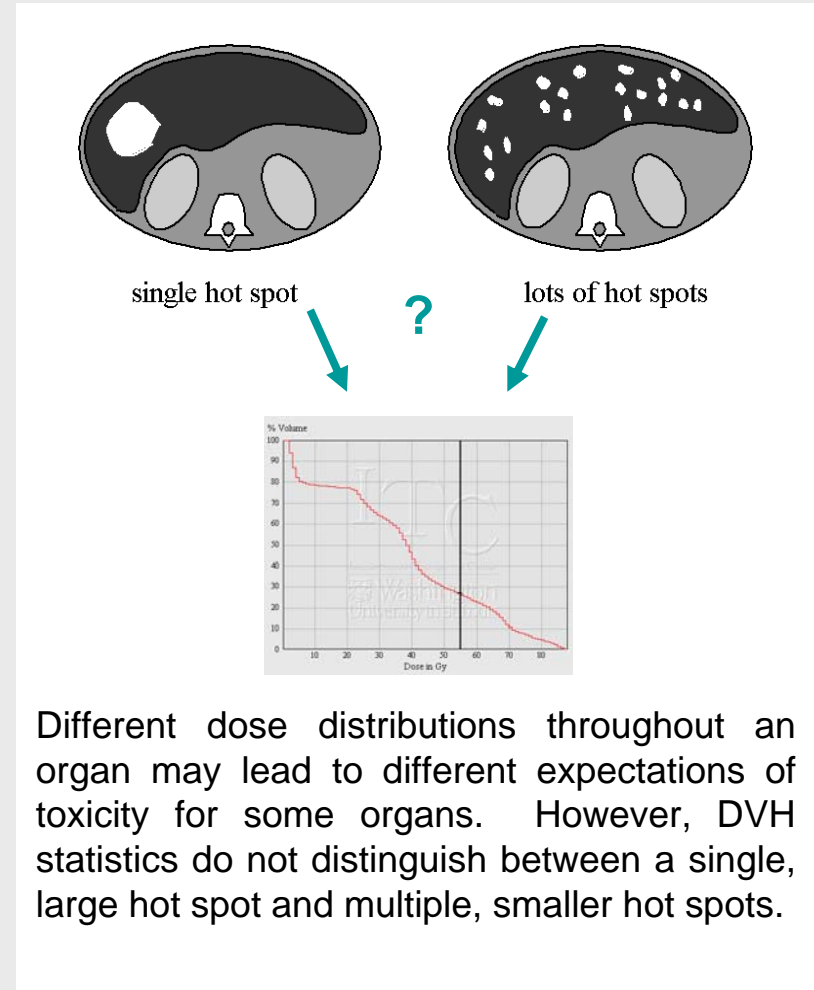 single hot spot
lots of hot spots
?
% Volume
100
90
80
70
60
50
40
30
20
10
0
10 20 30 40 50 60 70 80
Dose in Gy
ITC
Washington
Different dose distributions throughout an
organ may lead to different expectations of
toxicity for some organs. However, DVH
statistics do not distinguish between a single,
large hot spot and multiple, smaller hot spots.